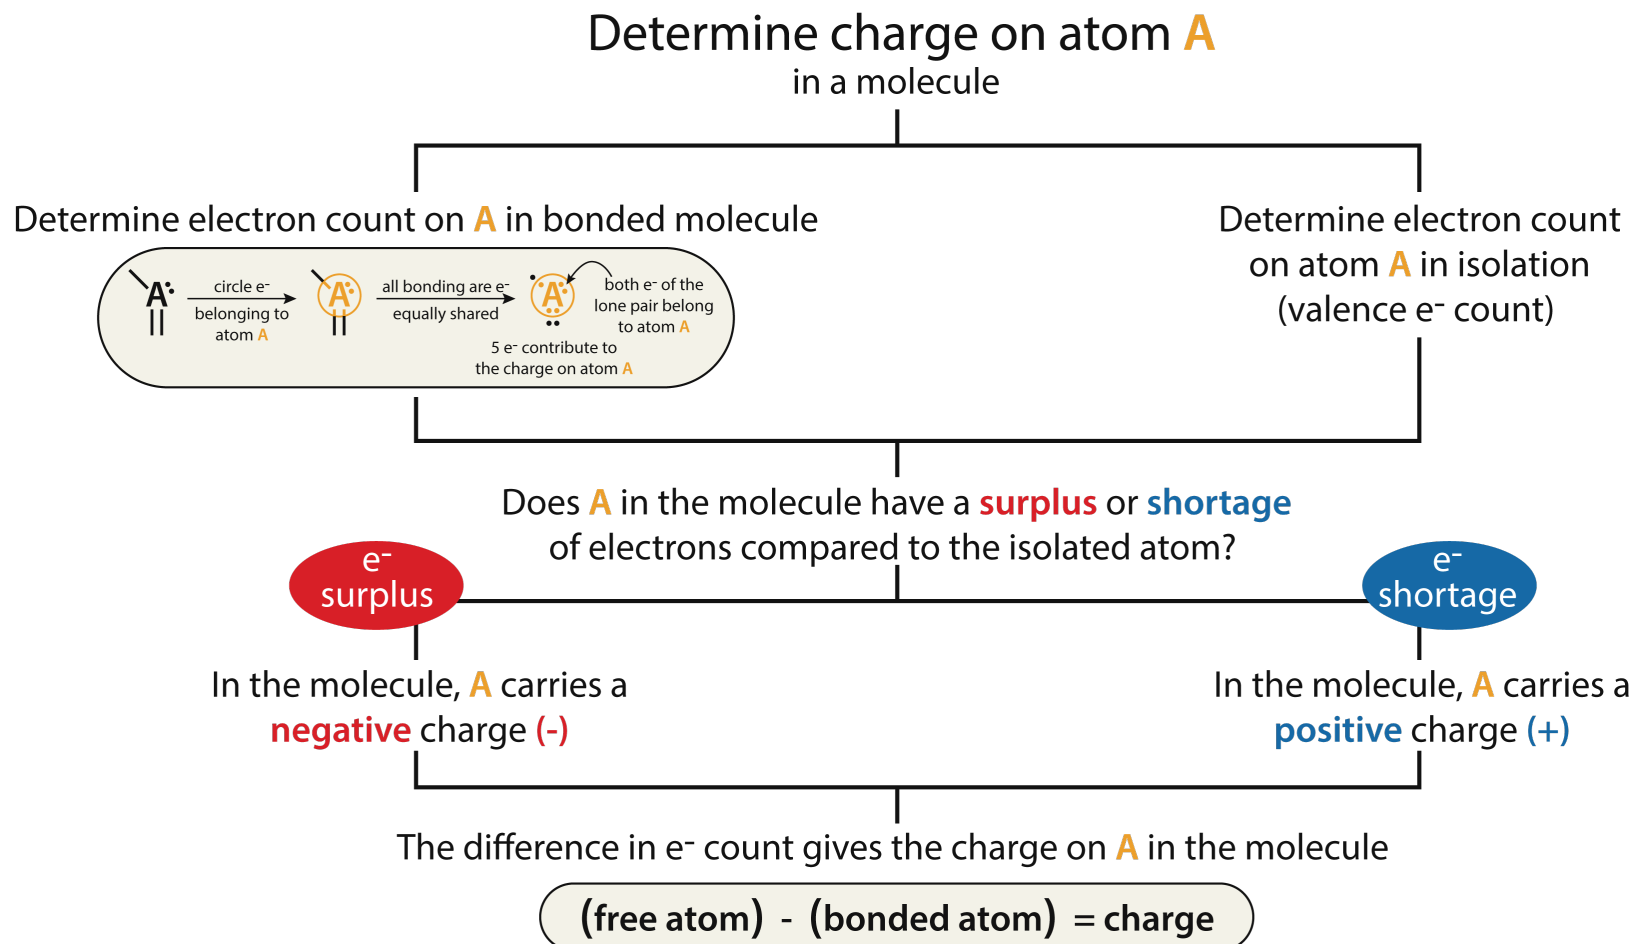 Determine charge on atom A
in a molecule
Determine electron count on A in bonded molecule
A
circle e-
belonging to
atom A
A
all bonding are e-
equally shared
A
both e- of the
lone pair belong
to atom A
5 e- contribute to
the charge on atom A
Determine electron count
on atom A in isolation
(valence e- count)
Does A in the molecule have a surplus or shortage
of electrons compared to the isolated atom?
e-
surplus
e-
shortage
In the molecule, A carries a
negative charge (-)
In the molecule, A carries a
positive charge (+)
The difference in e- count gives the charge on A in the molecule
(free atom) - (bonded atom) = charge